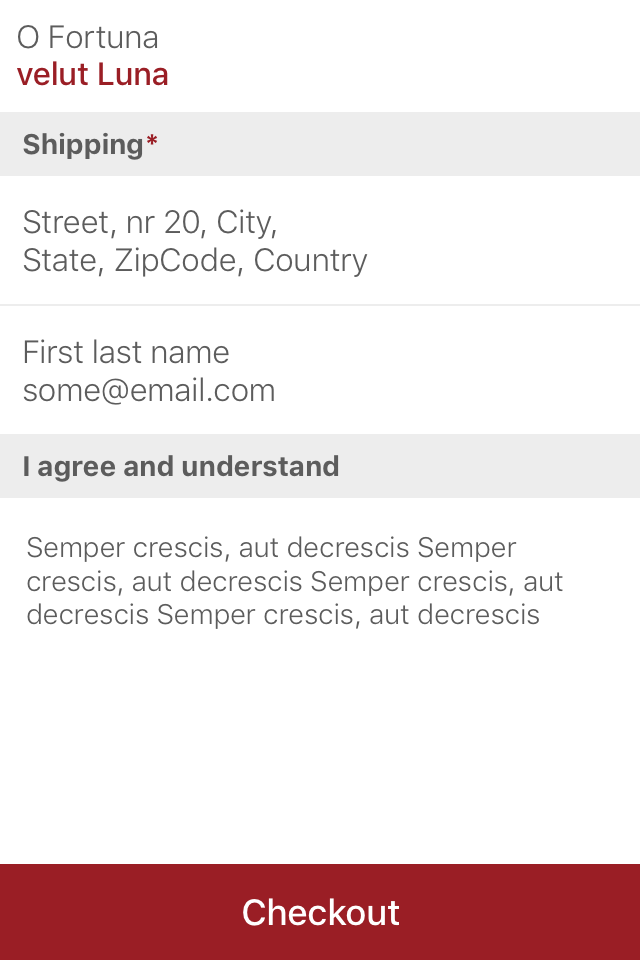 O Fortuna
velut Luna
Shipping*
Street, nr 20, City,
State, ZipCode, Country
First last name
some@email.com
I agree and understand
Semper crescis, aut decrescis Semper
crescis, aut decrescis Semper crescis, aut
decrescis Semper crescis, aut decrescis
Checkout